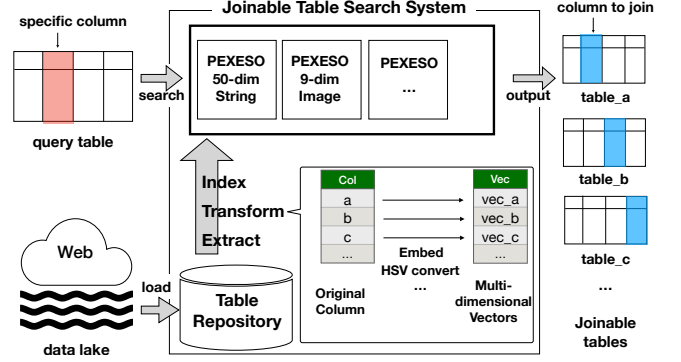 Joinable Table Search System
specific column
column to join
PEXESO
50-dim
String
PEXESO
9-dim
Image
PEXESO
...
search
output
query table
table_a
table_b
table_c
...
Joinable
tables
Index
Transform
Extract
Col
a
b
c
...
Vec
vec_a
vec_b
vec_c
...
Embed
HSV convert
...
Original
Column
Multi-
dimensional
Vectors
Web
load
Table
Repository
data lake